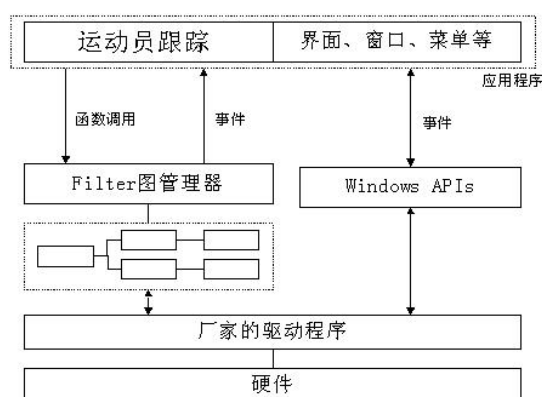 运动员跟踪
界面、窗口、菜单等
应用程序
函数调用
事件
事件
Filter图管理器
Windows APIs
厂家的驱动程序
硬件